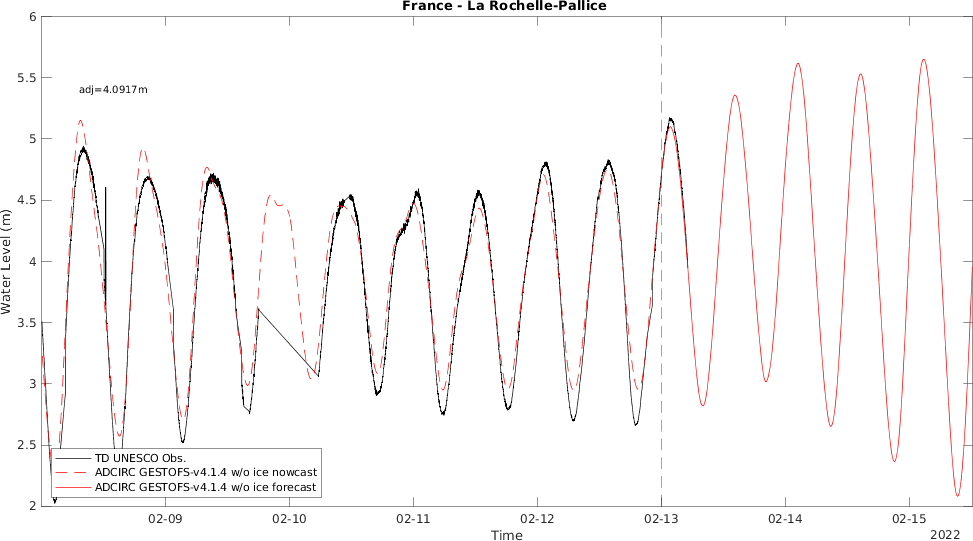 France - La Rochelle-Pallice
6
5.5
adj=4.0917m
5
4.5
4
3.5
3
2.5
2
Water Level (m)
TD UNESCO Obs.
ADCIRC GESTOFS-v4.1.4 w/o ice nowcast
ADCIRC GESTOFS-v4.1.4 w/o ice forecast
02-09 02-10 02-11 02-12 02-13 02-14 02-15
Time
2022